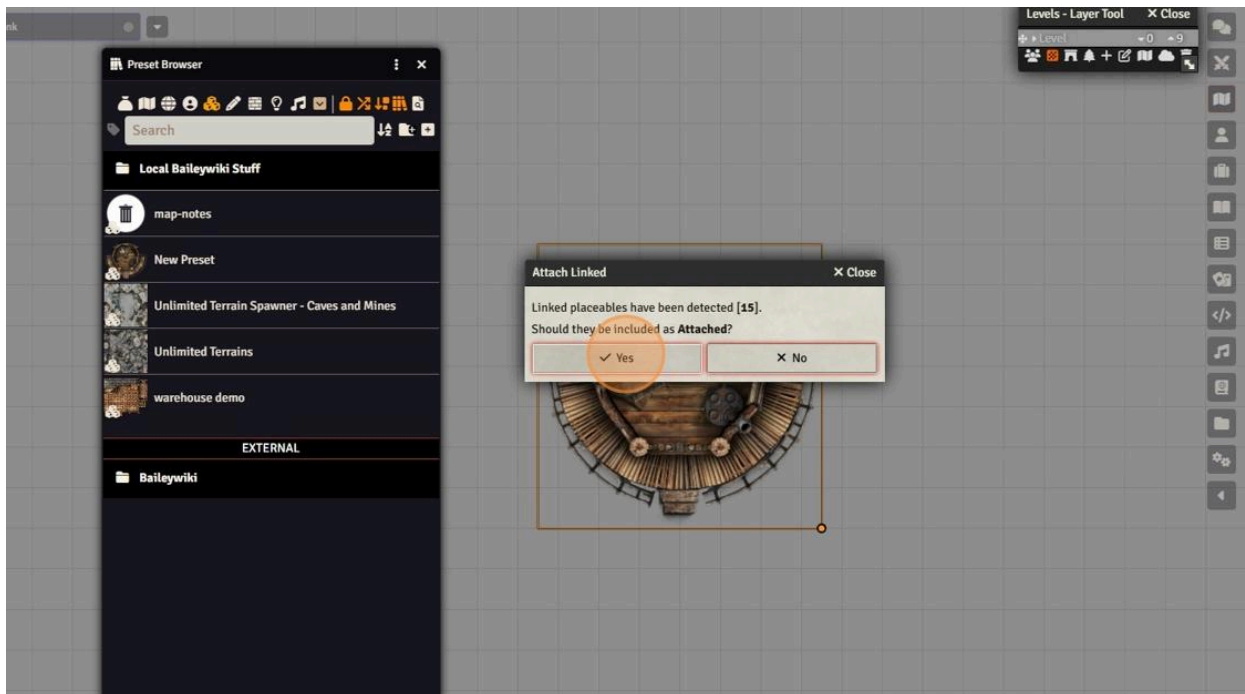 nk
Levels - Layer Tool
Close
Level
0
9
Preset Browser
Search
Local Baileywiki Stuff
map-notes
New Preset
Unlimited Terrain Spawner - Caves and Mines
Unlimited Terrains
warehouse demo
EXTERNAL
Baileywiki
Attach Linked
Close
Linked placeables have been detected [15].
Should they be included as Attached?
Yes
No